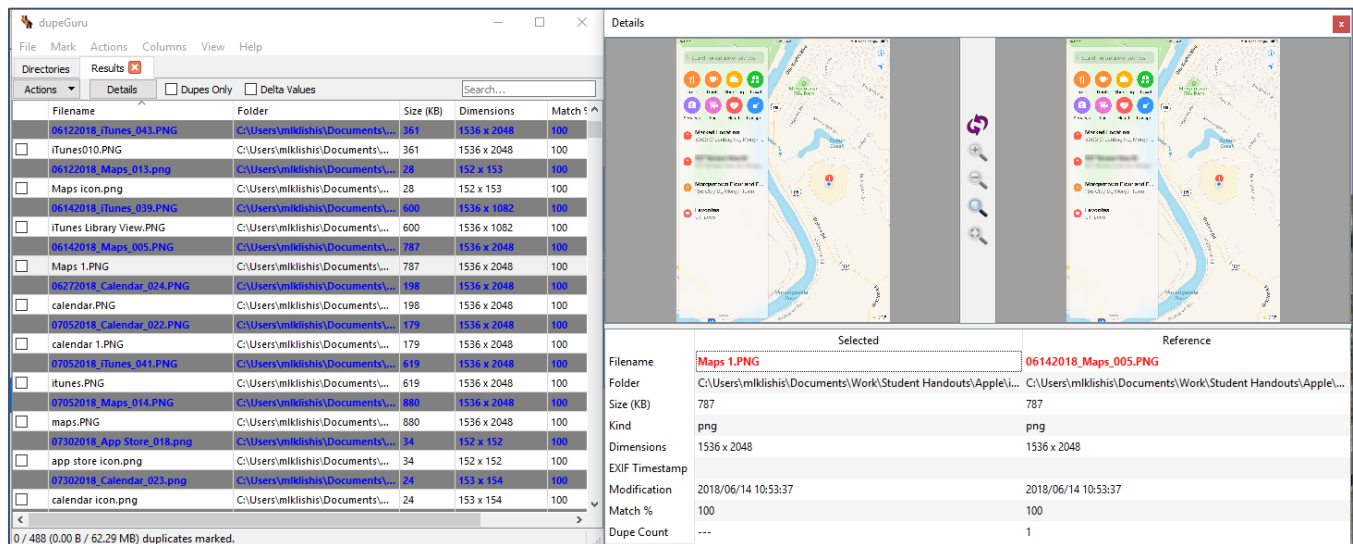 dupeGuru
File Mark Actions Columns View Help
Directories Results
Actions Details Dupes Only Delta Values Search...
Filename Folder Size (KB) Dimensions Match %
06122018_iTunes_043.PNG C:\Users\mlklishis\Documents\... 361 1536 x 2048 100
iTunes010.PNG C:\Users\mlklishis\Documents\... 361 1536 x 2048 100
06122018_Maps_013.png C:\Users\mlklishis\Documents\... 28 152 x 153 100
Maps icon.png C:\Users\mlklishis\Documents\... 28 152 x 153 100
06142018_iTunes_039.PNG C:\Users\mlklishis\Documents\... 600 1536 x 1082 100
iTunes Library View.PNG C:\Users\mlklishis\Documents\... 600 1536 x 1082 100
06142018_Maps_005.PNG C:\Users\mlklishis\Documents\... 787 1536 x 2048 100
Maps 1.PNG C:\Users\mlklishis\Documents\... 787 1536 x 2048 100
06272018_Calendar_024.PNG C:\Users\mlklishis\Documents\... 198 1536 x 2048 100
calendar.PNG C:\Users\mlklishis\Documents\... 198 1536 x 2048 100
07052018_Calendar_022.PNG C:\Users\mlklishis\Documents\... 179 1536 x 2048 100
calendar 1.PNG C:\Users\mlklishis\Documents\... 179 1536 x 2048 100
07052018_iTunes_041.PNG C:\Users\mlklishis\Documents\... 619 1536 x 2048 100
itunes.PNG C:\Users\mlklishis\Documents\... 619 1536 x 2048 100
07052018_Maps_014.PNG C:\Users\mlklishis\Documents\... 880 1536 x 2048 100
maps.PNG C:\Users\mlklishis\Documents\... 880 1536 x 2048 100
07302018_App Store_018.png C:\Users\mlklishis\Documents\... 34 152 x 152 100
app store icon.png C:\Users\mlklishis\Documents\... 34 152 x 152 100
07302018_Calendar_023.png C:\Users\mlklishis\Documents\... 24 153 x 154 100
calendar icon.png C:\Users\mlklishis\Documents\... 24 153 x 154 100
0 / 488 (0.00 B / 62.29 MB) duplicates marked.
Details
Marked Location
Favorites
Marked Location
Favorites
Selected Reference
Filename Maps 1.PNG 06142018_Maps_005.PNG
Folder C:\Users\mlklishis\Documents\Work\Student Handouts\Apple\i... C:\Users\mlklishis\Documents\Work\Student Handouts\Apple\...
Size (KB) 787 787
Kind png png
Dimensions 1536 x 2048 1536 x 2048
EXIF Timestamp
Modification 2018/06/14 10:53:37 2018/06/14 10:53:37
Match % 100 100
Dupe Count --- 1